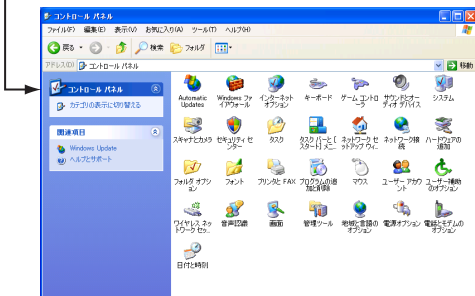 コントロール パネル
ファイル(F) 編集(E) 表示(V) お気に入り(A) ツール(T) ヘルプ(H)
戻る 検索 フォルダ
アドレス(D) コントロール パネル 移動
コントロール パネル
カテゴリの表示に切り替える
関連項目
Windows Update
ヘルプとサポート
Automatic Updates
Windows ファイアウォール
インターネット オプション
キーボード
ゲーム コントローラ
サウンドとオーディオ デバイス
システム
スキャナとカメラ
セキュリティ センター
タスク
タスク バーと [スタート] メニ...
ネットワーク セットアップ ウィ...
ネットワーク接続
ハードウェアの追加
フォルダ オプション
フォント
プリンタと FAX
プログラムの追加と削除
マウス
ユーザー アカウント
ユーザー補助のオプション
ワイヤレス ネットワーク セッ...
音声認識
画面
管理ツール
地域と言語のオプション
電源オプション
電話とモデムのオプション
日付と時刻